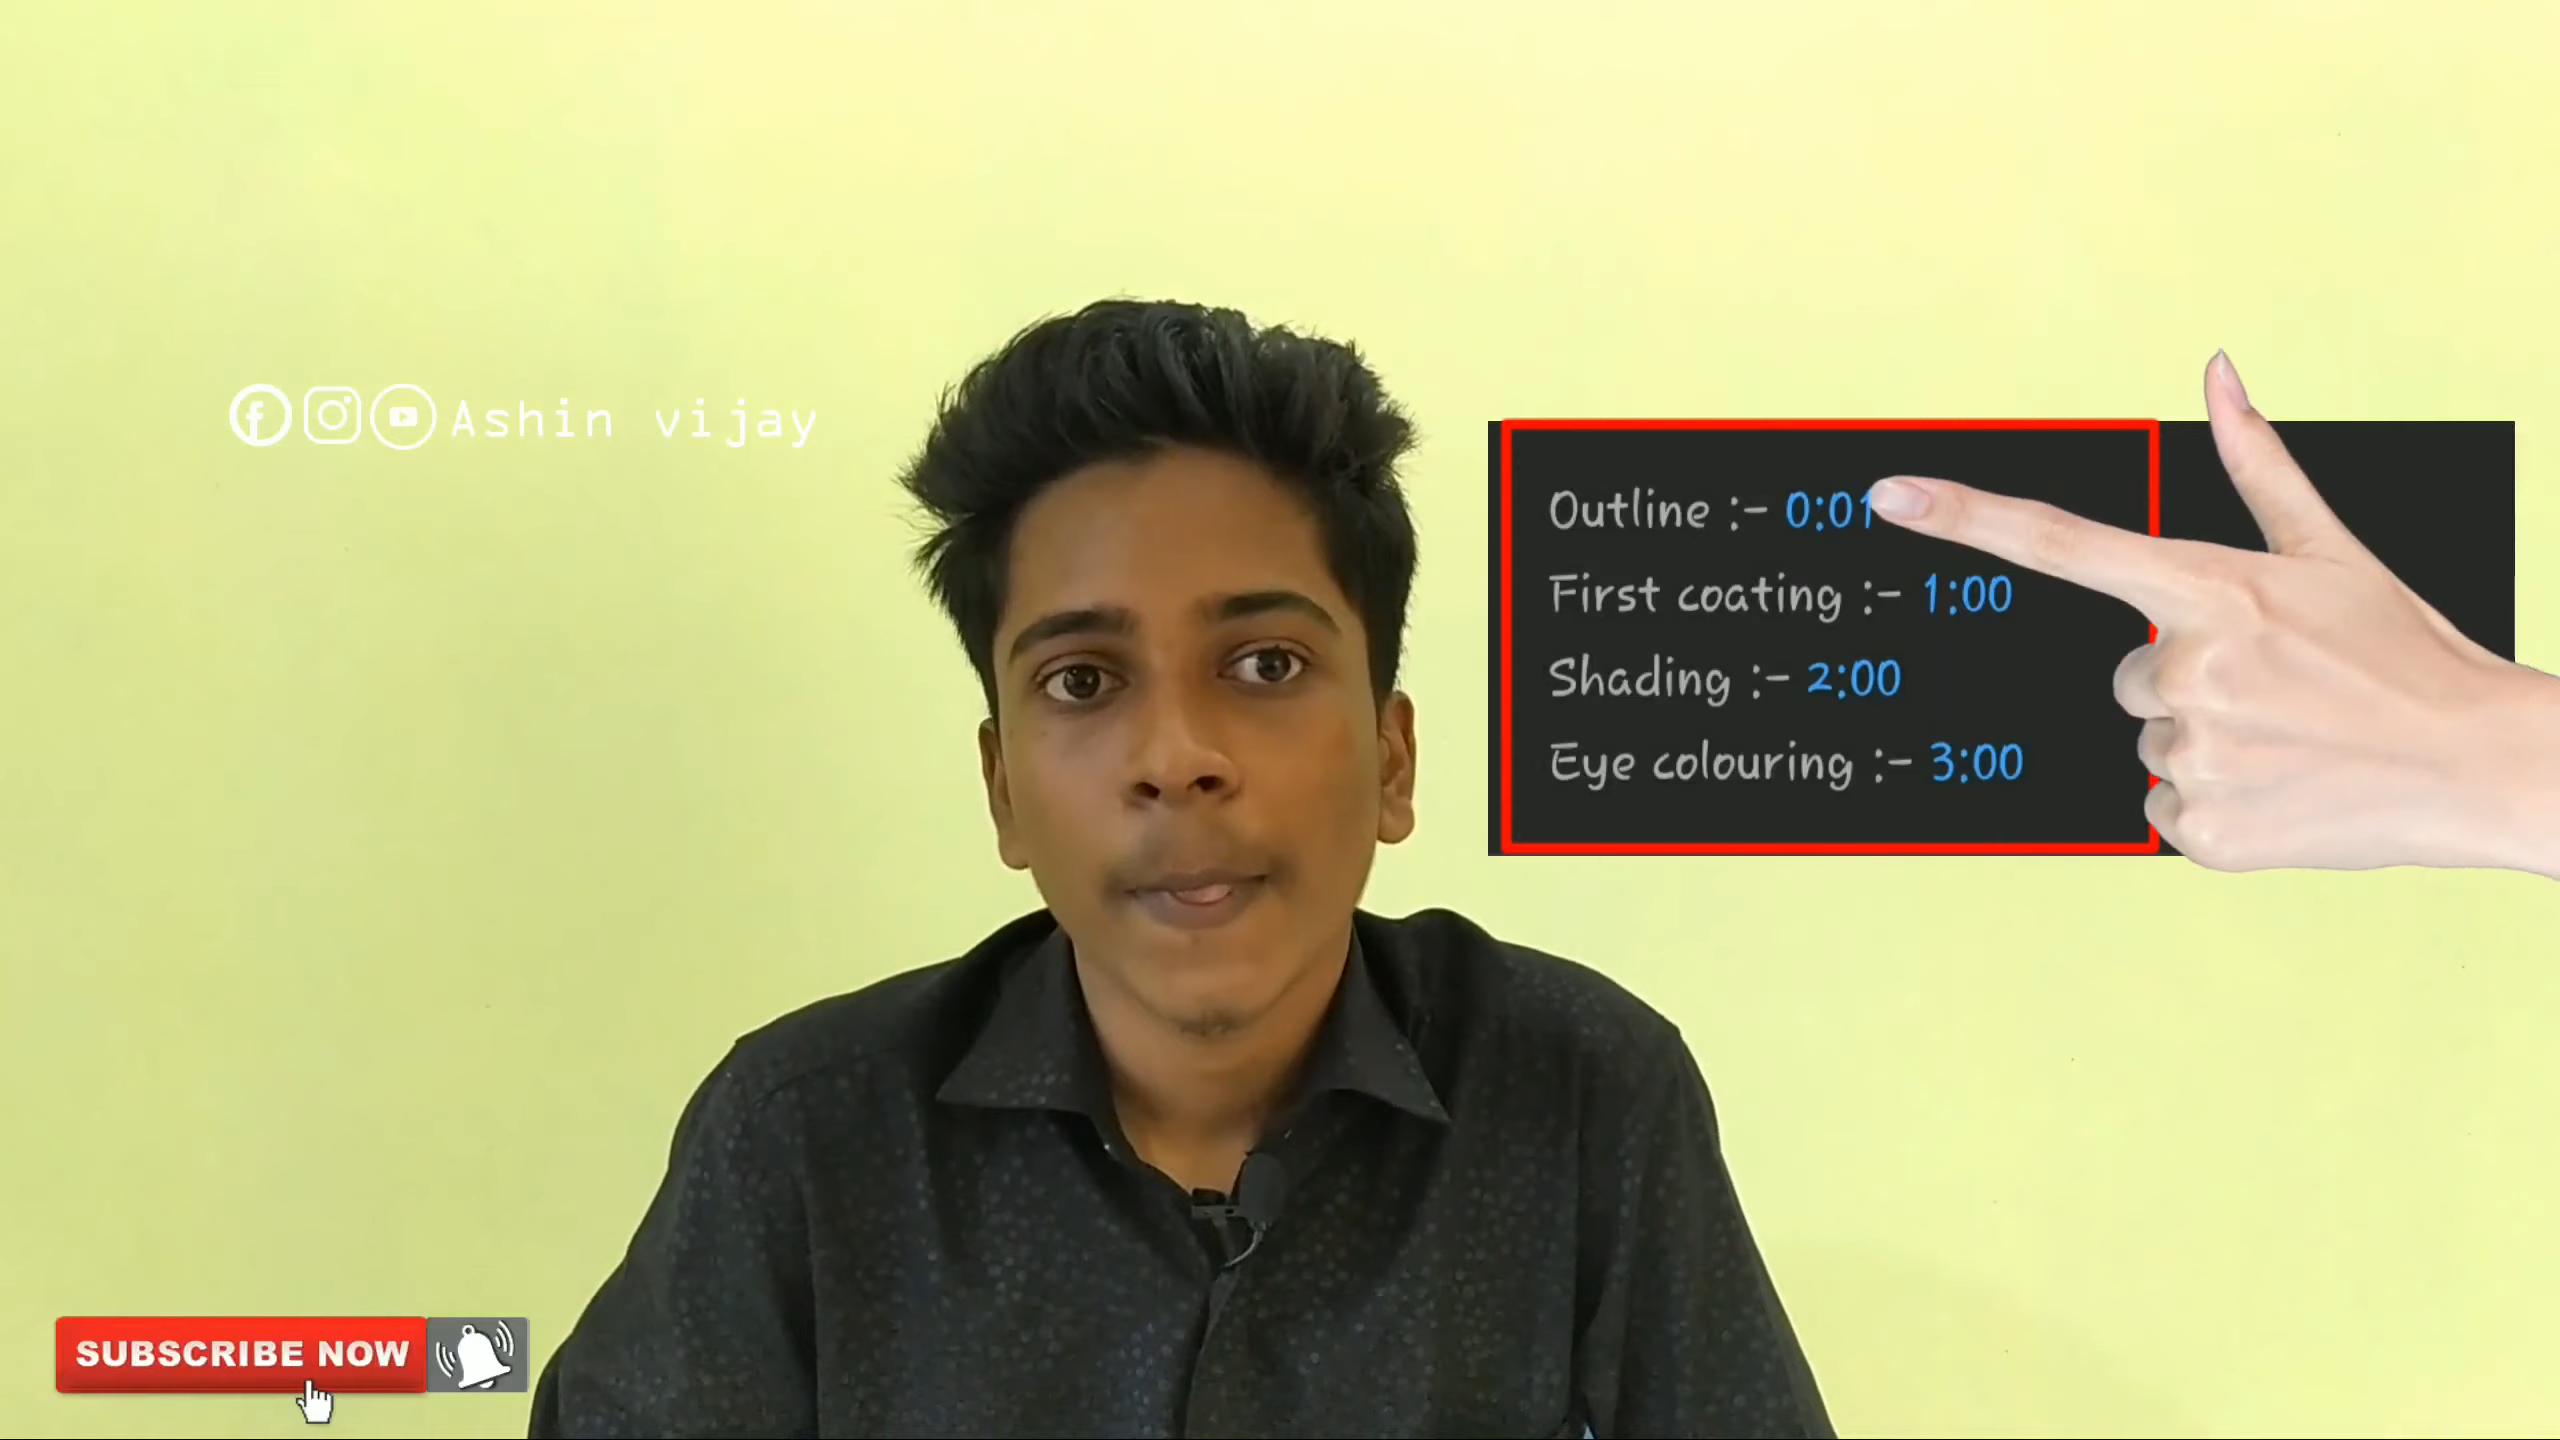 Ashin vijay
Outline :- 0:01
First coating :- 1:00
Shading :- 2:00
Eye colouring :- 3:00
SUBSCRIBE NOW